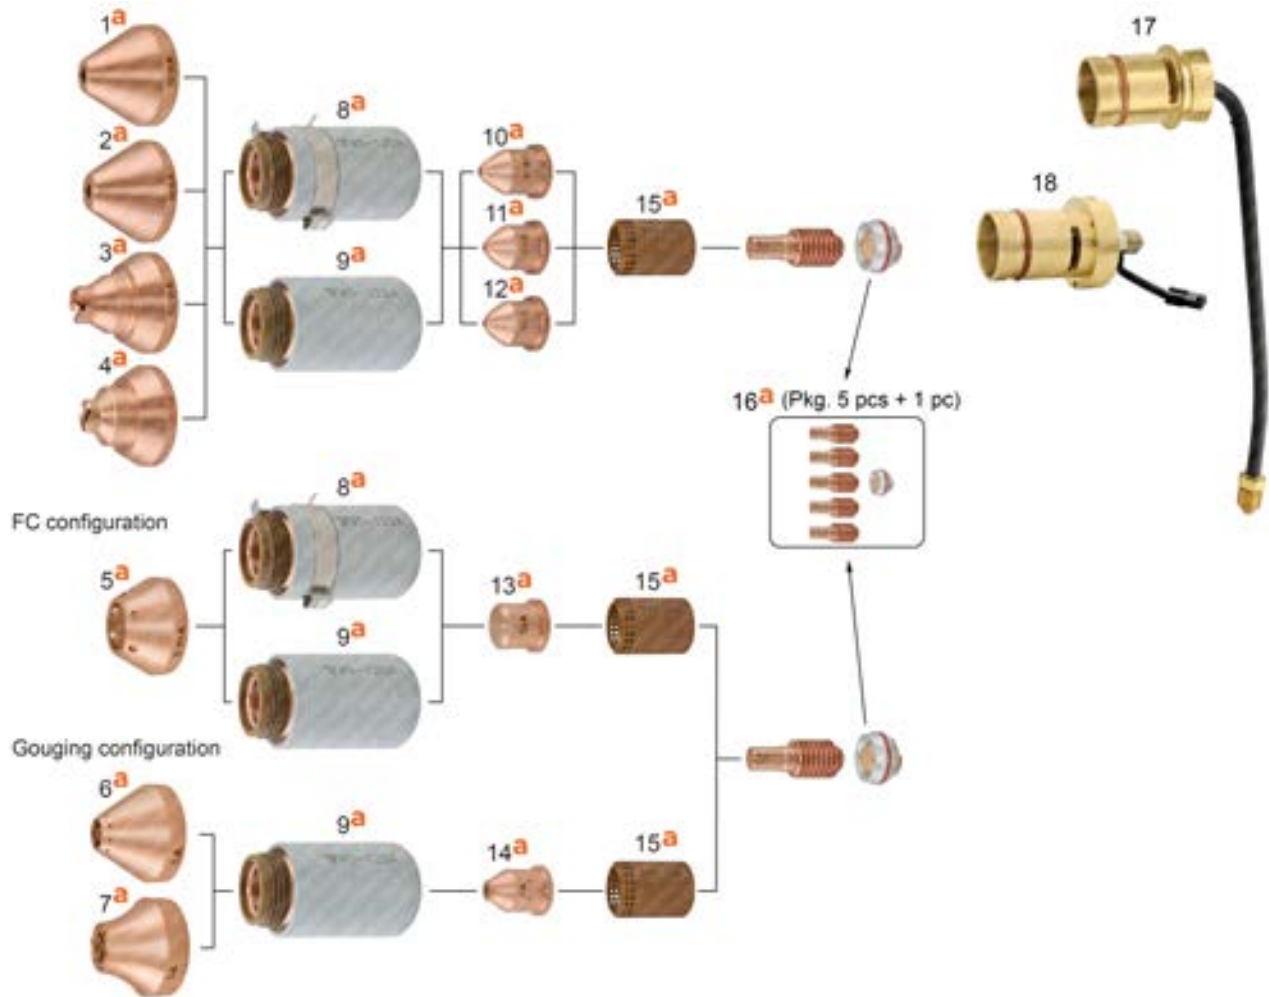 1a
17
2a
8a
10a
18
3a
11a
15a
9a
12a
4a
16a (Pkg. 5 pcs + 1 pc)
8a
FC configuration
5a
13a
15a
9a
Gouging configuration
6a
9a
14a
15a
7a